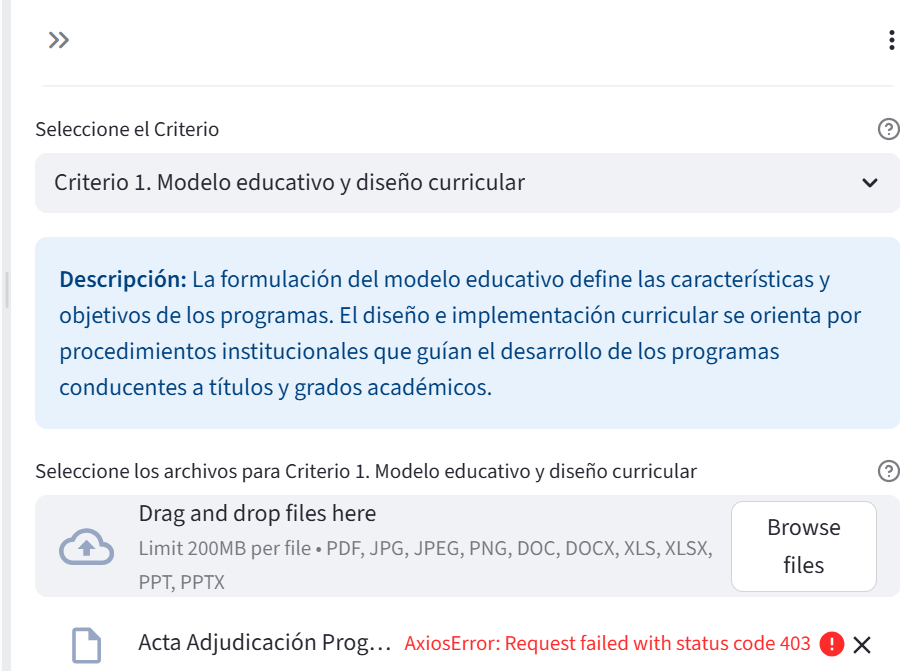 Seleccione el Criterio
Criterio 1. Modelo educativo y diseño curricular
Descripción: La formulación del modelo educativo define las características y
objetivos de los programas. El diseño e implementación curricular se orienta por
procedimientos institucionales que guían el desarrollo de los programas
conducentes a títulos y grados académicos.
Seleccione los archivos para Criterio 1. Modelo educativo y diseño curricular
Drag and drop files here
Limit 200MB per file • PDF, JPG, JPEG, PNG, DOC, DOCX, XLS, XLSX,
PPT, PPTX
Browse
files
Acta Adjudicación Prog... AxiosError: Request failed with status code 403